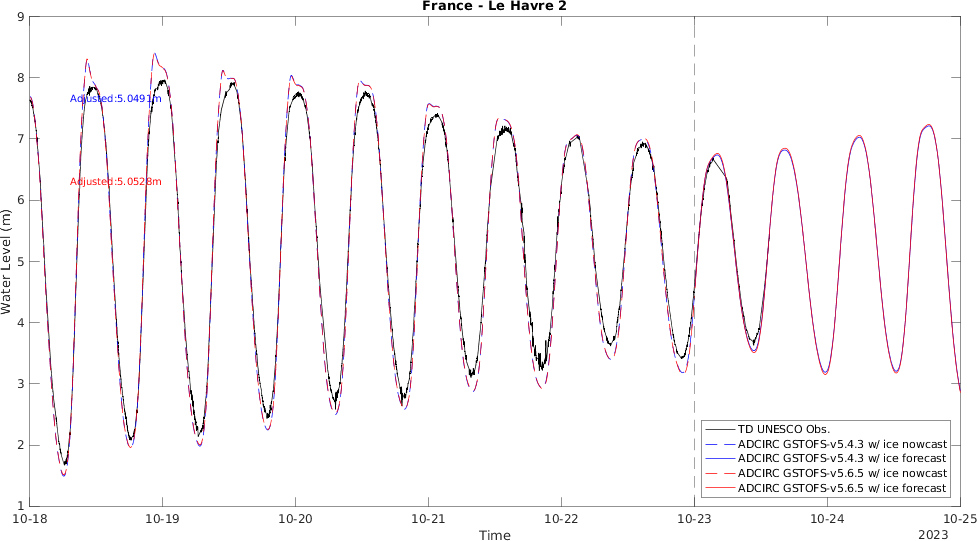 France - Le Havre 2
Water Level (m)
9
8
7
6
5
4
3
2
1
Adjusted:5.0491m
Adjusted:5.0528m
TD UNESCO Obs.
ADCIRC GSTOFS-v5.4.3 w/ ice nowcast
ADCIRC GSTOFS-v5.4.3 w/ ice forecast
ADCIRC GSTOFS-v5.6.5 w/ ice nowcast
ADCIRC GSTOFS-v5.6.5 w/ ice forecast
10-18 10-19 10-20 10-21 10-22 10-23 10-24 10-25
Time
2023